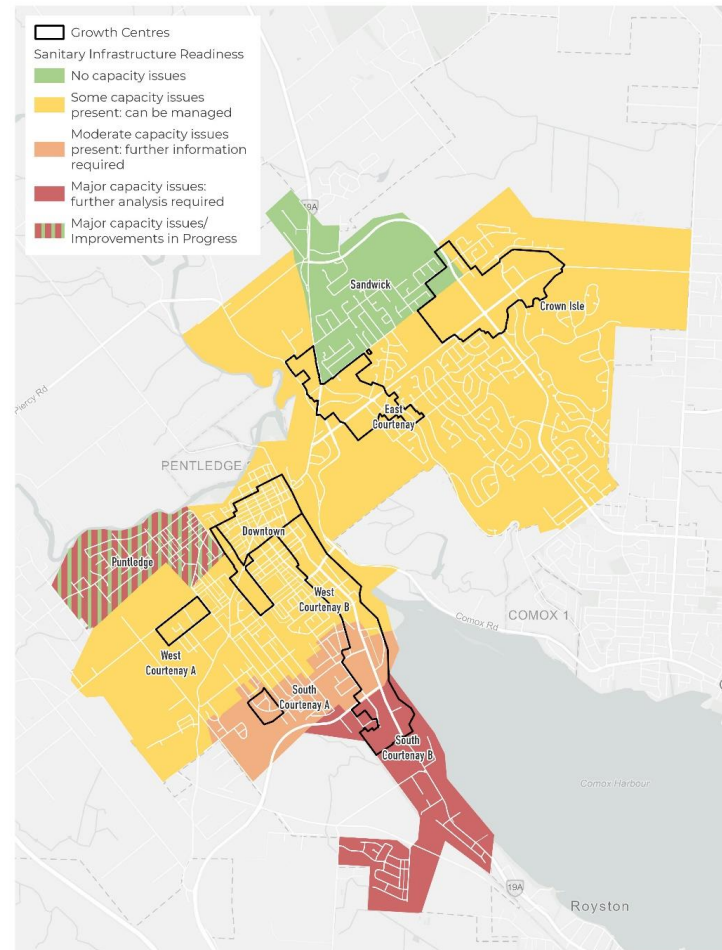 Growth Centres
Sanitary Infrastructure Readiness
No capacity issues
Some capacity issues
present: can be managed
Moderate capacity issues
present: further information
required
Major capacity issues:
further analysis required
Major capacity issues/
Improvements in Progress
19A
Sandwick
Crown Isle
Piercy Rd
East
Courtenay
PENTLEDGE
Downtown
Puntledge
West
Courtenay B
Comox Rd
COMOX 1
West
Courtenay A
South
Courtenay A
South
Courtenay B
Comox Harbour
19A
Royston